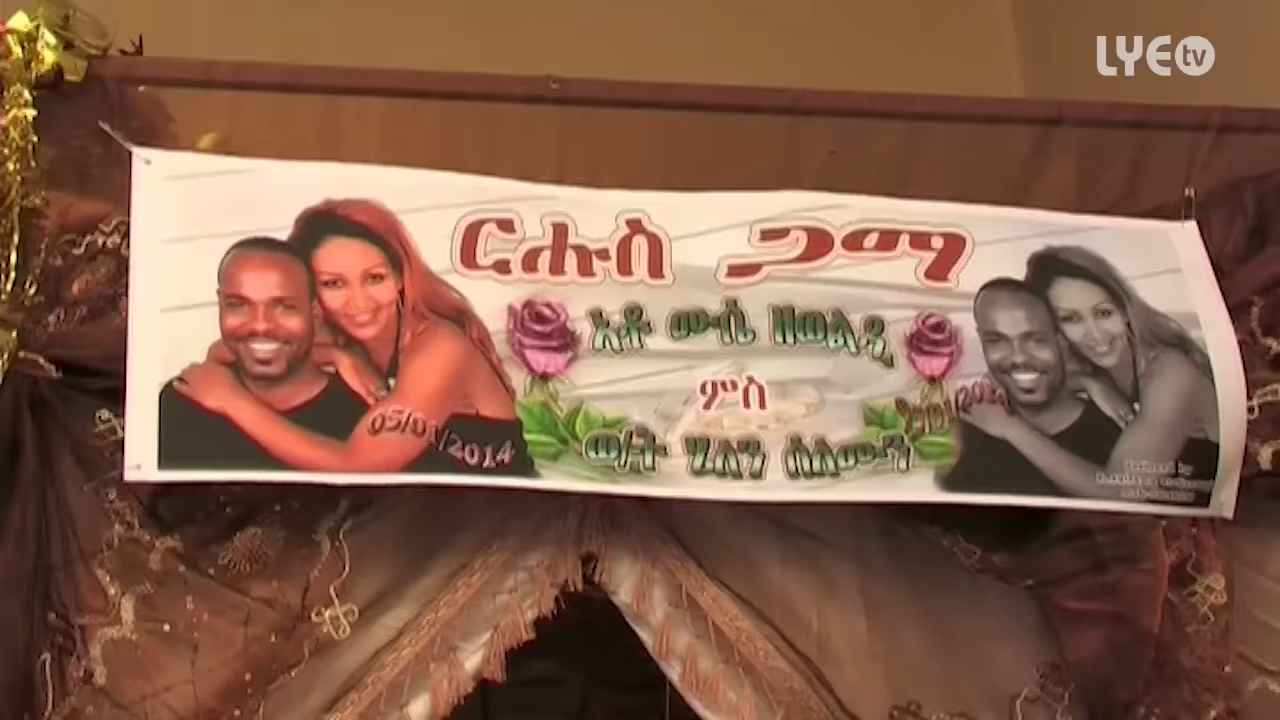 LYE tv
ርሑስ ጋማ
አቶ ሙሴ ዘወልዲ
ምስ
ወ/ት ሄለን ሰለሙን
05/01/2014